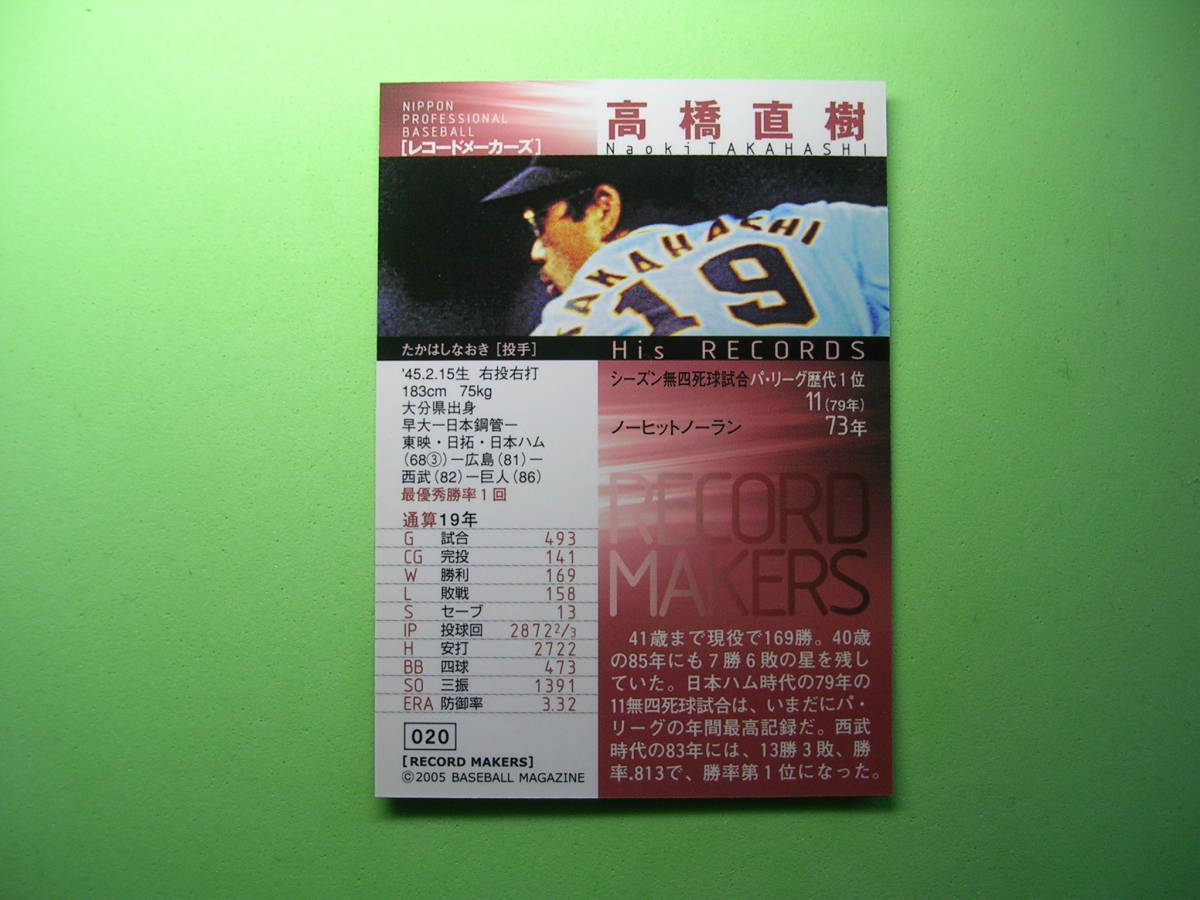 NIPPON
PROFESSIONAL
BASEBALL
[レコードメーカーズ]
高橋直樹
Naoki TAKAHASHI
TAKAHASHI
19
たかはしなおき［投手］
'45.2.15生 右投右打
183cm 75kg
大分県出身
早大ー日本鋼管ー
東映・日拓・日本ハム
(68③)ー広島(81)ー
西武(82)ー巨人(86)
最優秀勝率1回
通算19年
G 試合 493
CG 完投 141
W 勝利 169
L 敗戦 158
S セーブ 13
IP 投球回 2872 2/3
H 安打 2722
BB 四球 473
SO 三振 1391
ERA 防御率 3.32
020
[RECORD MAKERS]
©2005 BASEBALL MAGAZINE
His RECORDS
シーズン無四死球試合パ・リーグ歴代1位
11(79年)
ノーヒットノーラン 73年
RECORD
MAKERS
41歳まで現役で169勝。40歳
の85年にも7勝6敗の星を残し
ていた。日本ハム時代の79年の
11無四死球試合は、いまだにパ・
リーグの年間最高記録だ。西武
時代の83年には、13勝3敗、勝
率.813で、勝率第1位になった。